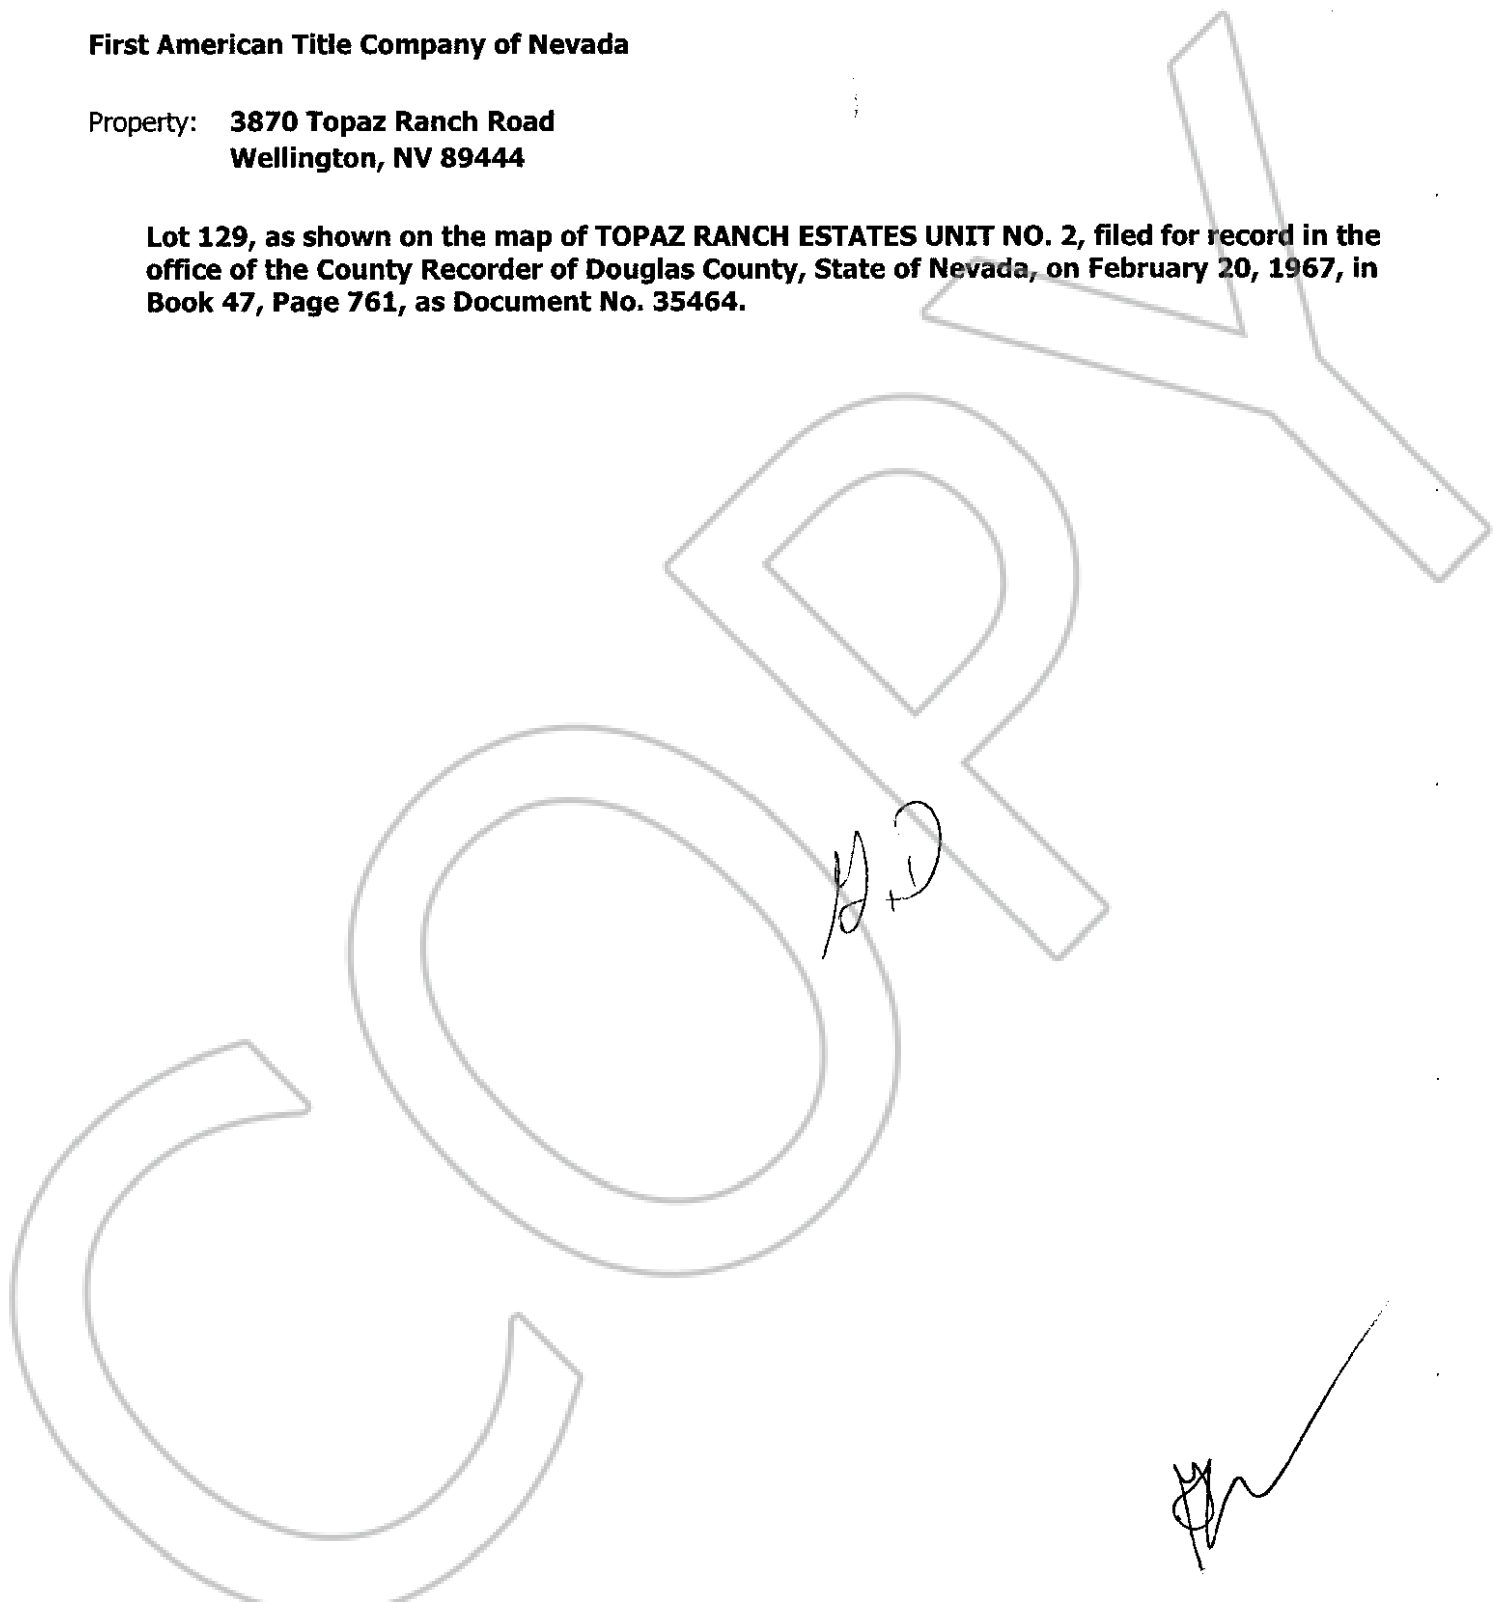 First American Title Company of Nevada
Property: 3870 Topaz Ranch Road
Wellington, NV 89444
Lot 129, as shown on the map of TOPAZ RANCH ESTATES UNIT NO. 2, filed for record in the
office of the County Recorder of Douglas County, State of Nevada, on February 20, 1967, in
Book 47, Page 761, as Document No. 35464.
COPY